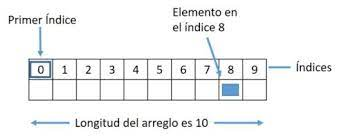 Primer Índice
Elemento en
el índice 8
0 1 2 3 4 5 6 7 8 9
Índices
Longitud del arreglo es 10